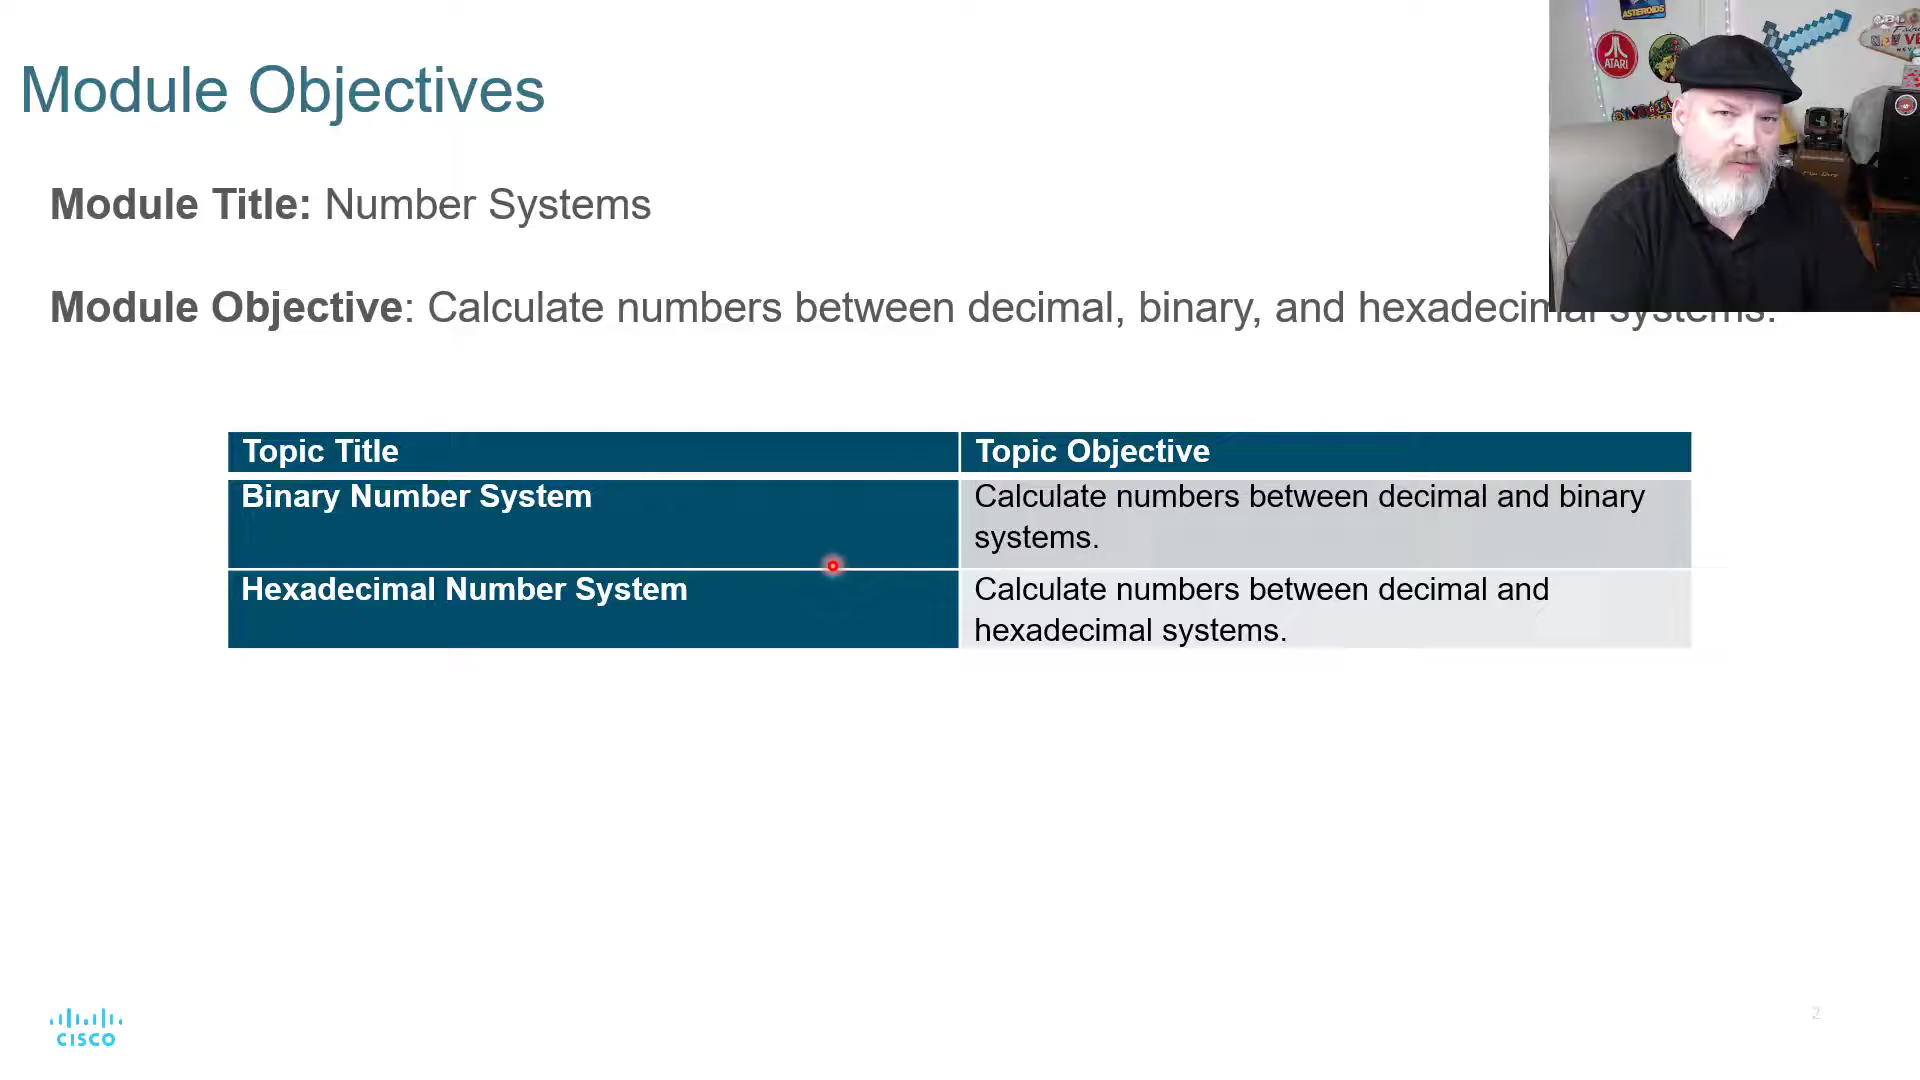 Module Objectives
ASTEROIDS
ATARI
Module Title: Number Systems
Module Objective: Calculate numbers between decimal, binary, and hexadecimal systems.
Topic Title Topic Objective
Binary Number System Calculate numbers between decimal and binary
systems.
Hexadecimal Number System Calculate numbers between decimal and
hexadecimal systems.
CISCO
2